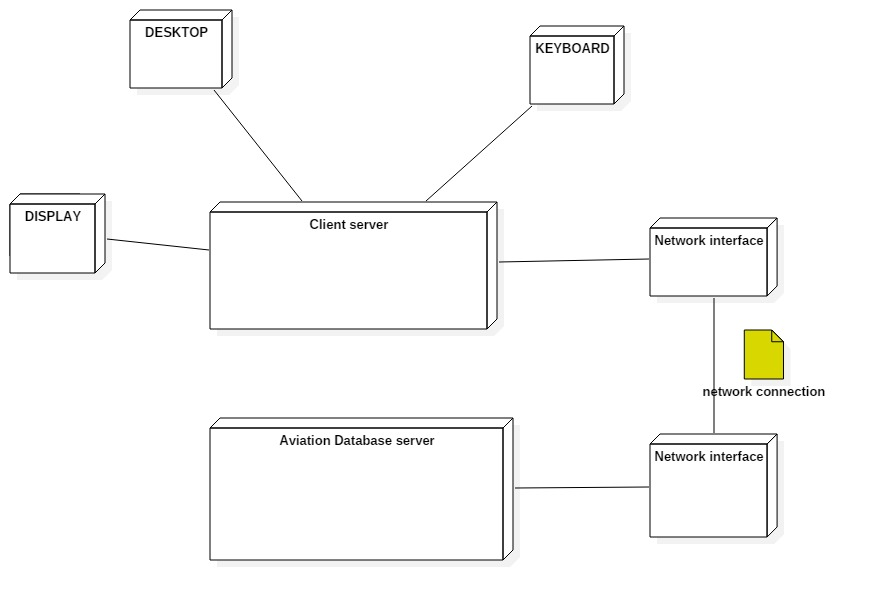 DESKTOP
KEYBOARD
DISPLAY
Client server
Network interface
network connection
Aviation Database server
Network interface